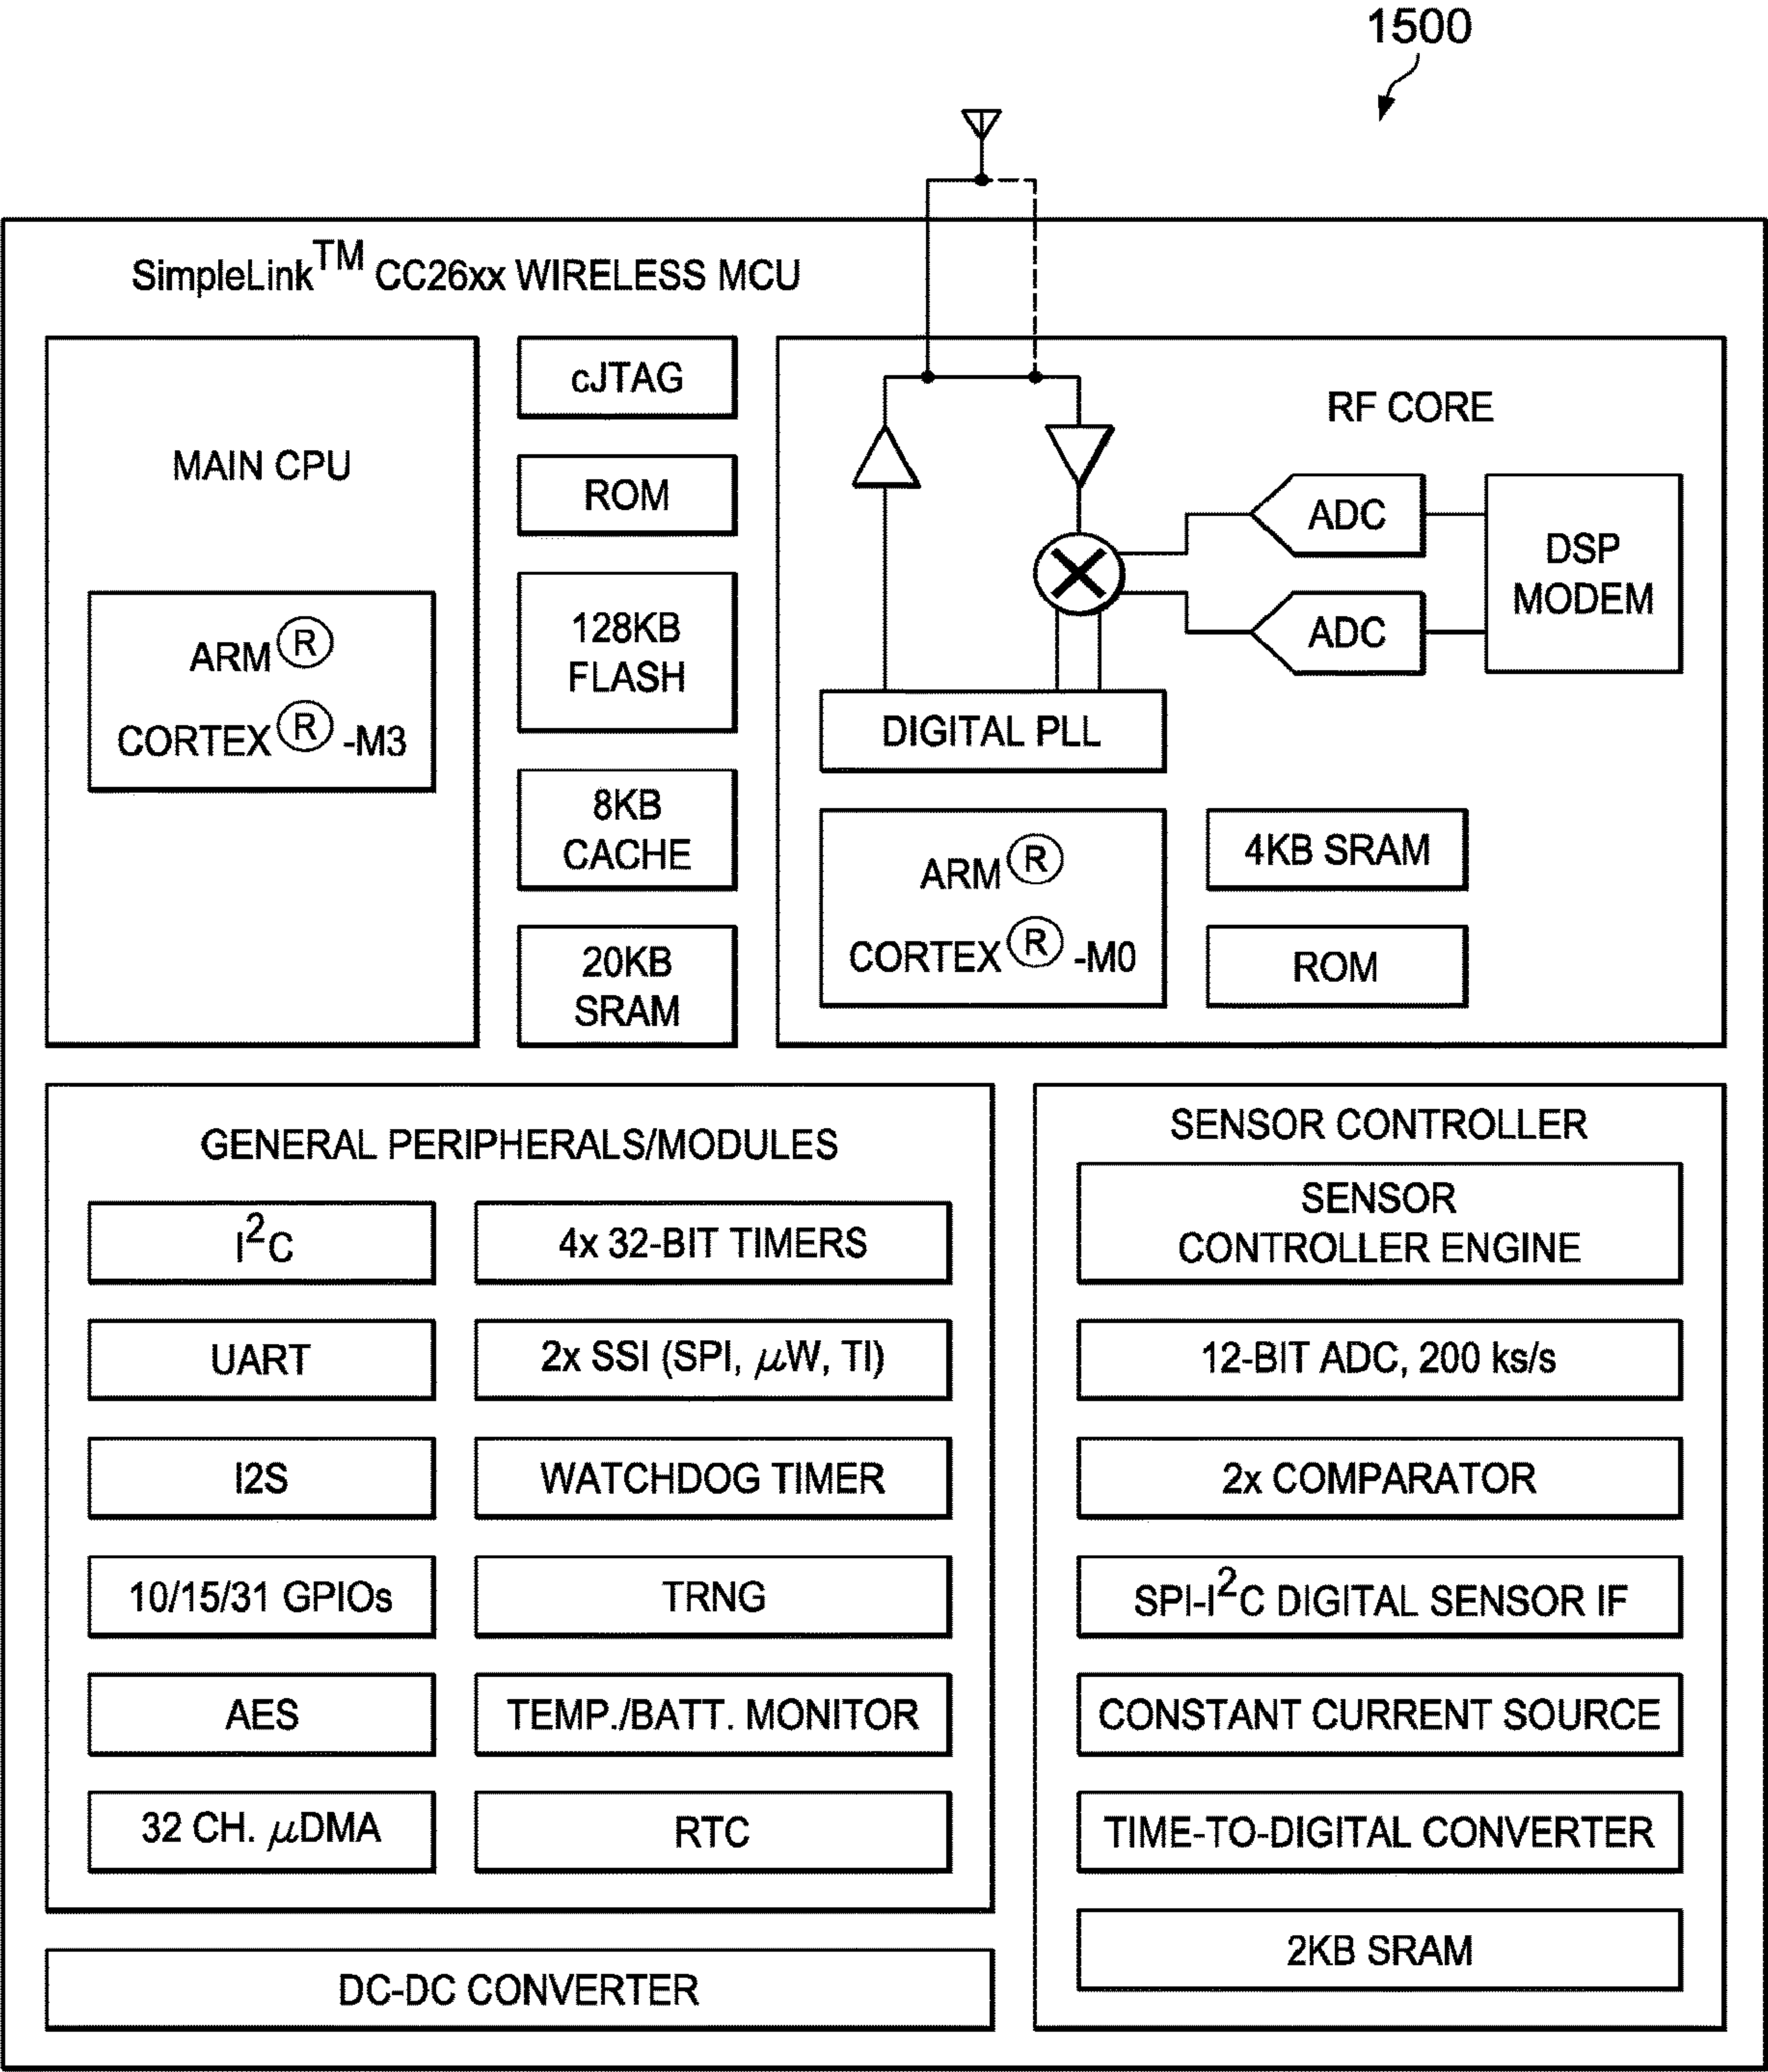 1500
SimpleLink™ CC26xx WIRELESS MCU
MAIN CPU
ARM®
CORTEX®-M3
cJTAG
ROM
128KB
FLASH
8KB
CACHE
20KB
SRAM
RF CORE
ADC
ADC
DSP
MODEM
DIGITAL PLL
ARM®
CORTEX®-M0
4KB SRAM
ROM
GENERAL PERIPHERALS/MODULES
I²C
4x 32-BIT TIMERS
UART
2x SSI (SPI, μW, TI)
I2S
WATCHDOG TIMER
10/15/31 GPIOs
TRNG
AES
TEMP./BATT. MONITOR
32 CH. μDMA
RTC
SENSOR CONTROLLER
SENSOR
CONTROLLER ENGINE
12-BIT ADC, 200 ks/s
2x COMPARATOR
SPI-I²C DIGITAL SENSOR IF
CONSTANT CURRENT SOURCE
TIME-TO-DIGITAL CONVERTER
2KB SRAM
DC-DC CONVERTER